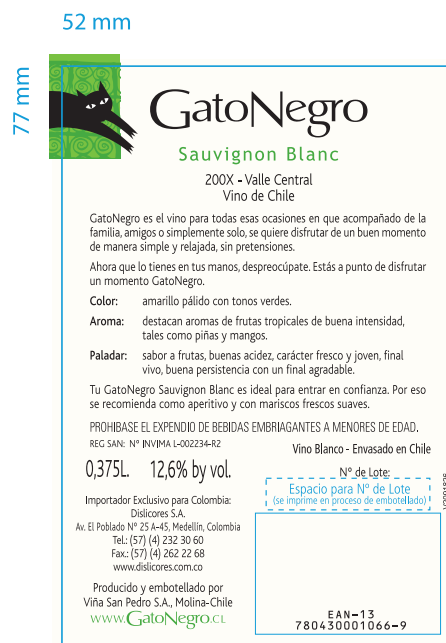 52 mm
77 mm
GatoNegro
Sauvignon Blanc
200X - Valle Central
Vino de Chile
GatoNegro es el vino para todas esas ocasiones en que acompañado de la
familia, amigos o simplemente solo, se quiere disfrutar de un buen momento
de manera simple y relajada, sin pretensiones.
Ahora que lo tienes en tus manos, despreocúpate. Estás a punto de disfrutar
un momento GatoNegro.
Color: amarillo pálido con tonos verdes.
Aroma: destacan aromas de frutas tropicales de buena intensidad,
tales como piñas y mangos.
Paladar: sabor a frutas, buenas acidez, carácter fresco y joven, final
vivo, buena persistencia con un final agradable.
Tu GatoNegro Sauvignon Blanc es ideal para entrar en confianza. Por eso
se recomienda como aperitivo y con mariscos frescos suaves.
PROHIBASE EL EXPENDIO DE BEBIDAS EMBRIAGANTES A MENORES DE EDAD.
REG SAN: N° INVIMA L-002234-R2
Vino Blanco - Envasado en Chile
0,375L. 12,6% by vol.
N° de Lote:
Espacio para N° de Lote
(se imprime en proceso de embotellado)
Importador Exclusivo para Colombia:
Dislicores S.A.
Av. El Poblado N° 25 A-45, Medellín, Colombia
Tel.: (57) (4) 232 30 60
Fax.: (57) (4) 262 22 68
www.dislicores.com.co
Producido y embotellado por
Viña San Pedro S.A., Molina-Chile
www.GatoNegro.cl
EAN-13
780430001066-9